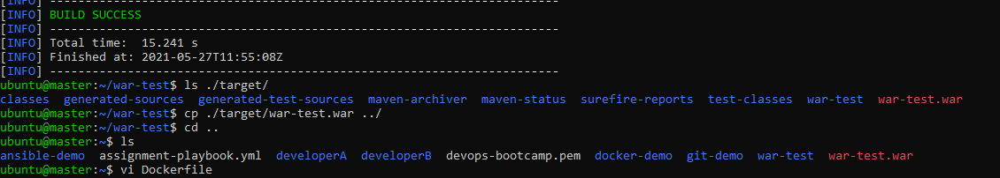 [INFO] ------------------------------------------------------------------------
[INFO] BUILD SUCCESS
[INFO] ------------------------------------------------------------------------
[INFO] Total time:  15.241 s
[INFO] Finished at: 2021-05-27T11:55:08Z
[INFO] ------------------------------------------------------------------------
ubuntu@master:~/war-test$ ls ./target/
classes  generated-sources  generated-test-sources  maven-archiver  maven-status  surefire-reports  test-classes  war-test  war-test.war
ubuntu@master:~/war-test$ cp ./target/war-test.war ../
ubuntu@master:~/war-test$ cd ..
ubuntu@master:~$ ls
ansible-demo  assignment-playbook.yml  developerA  developerB  devops-bootcamp.pem  docker-demo  git-demo  war-test  war-test.war
ubuntu@master:~$ vi Dockerfile